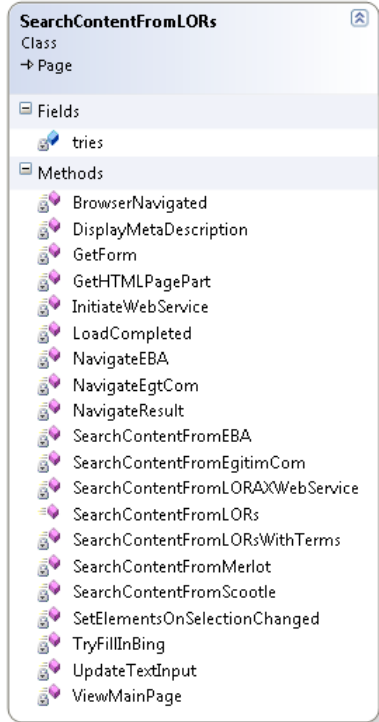 SearchContentFromLORs
Class
Page
Fields
tries
Methods
BrowserNavigated
DisplayMetaDescription
GetForm
GetHTMLPagePart
InitiateWebService
LoadCompleted
NavigateEBA
NavigateEgtCom
NavigateResult
SearchContentFromEBA
SearchContentFromEgitimCom
SearchContentFromLORAXWebService
SearchContentFromLORs
SearchContentFromLORsWithTerms
SearchContentFromMerlot
SearchContentFromScootle
SetElementsOnSelectionChanged
TryFillInBing
UpdateTextInput
ViewMainPage